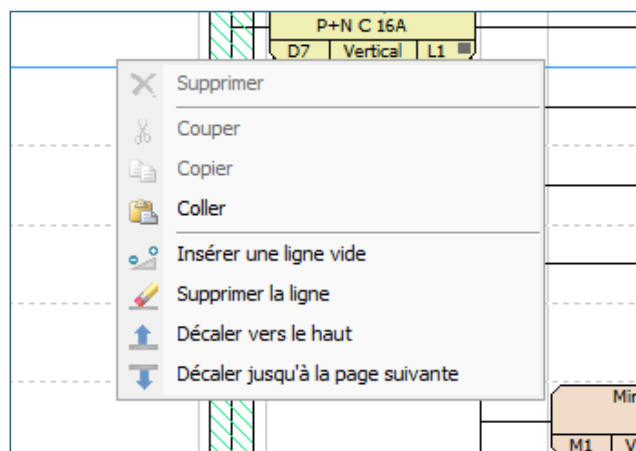 P+N C 16A
D7 Vertical L1
Supprimer
Couper
Copier
Coller
Insérer une ligne vide
Supprimer la ligne
Décaler vers le haut
Décaler jusqu'à la page suivante
M1